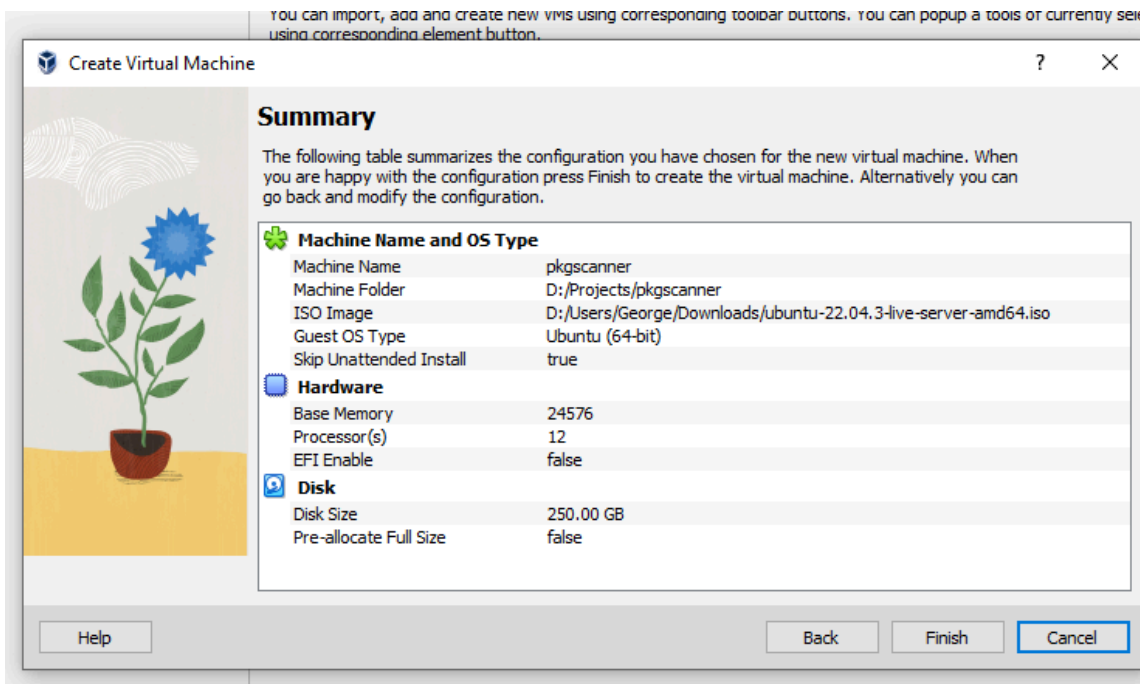 You can import, add and create new VMs using corresponding toolbar buttons. You can popup a tools of currently sele
using corresponding element button.
Create Virtual Machine
?
Summary
The following table summarizes the configuration you have chosen for the new virtual machine. When
you are happy with the configuration press Finish to create the virtual machine. Alternatively you can
go back and modify the configuration.
Machine Name and OS Type
Machine Name pkgscanner
Machine Folder D:/Projects/pkgscanner
ISO Image D:/Users/George/Downloads/ubuntu-22.04.3-live-server-amd64.iso
Guest OS Type Ubuntu (64-bit)
Skip Unattended Install true
Hardware
Base Memory 24576
Processor(s) 12
EFI Enable false
Disk
Disk Size 250.00 GB
Pre-allocate Full Size false
Help Back Finish Cancel